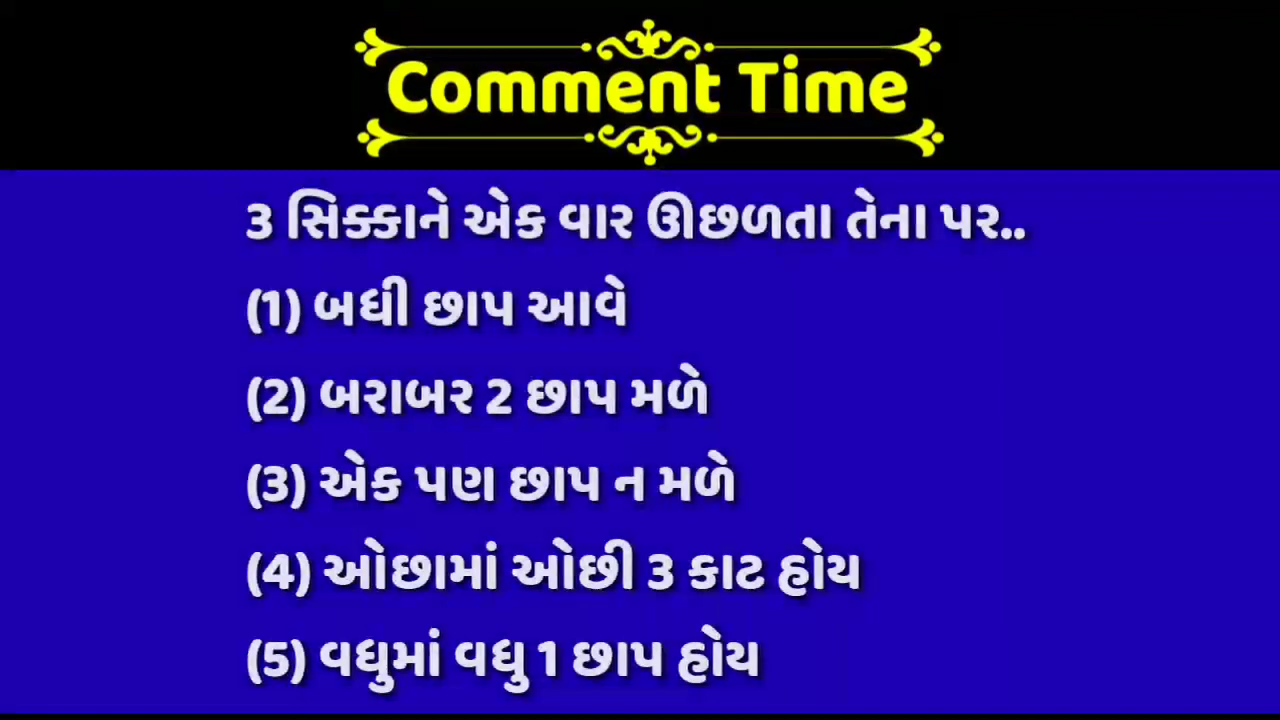 Comment Time
3 સિક્કાને એક વાર ઊછળતા તેના પર..
(1) બધી છાપ આવે
(2) બરાબર 2 છાપ મળે
(3) એક પણ છાપ ન મળે
(4) ઓછામાં ઓછી 3 કાટ હોય
(5) વધુમાં વધુ 1 છાપ હોય